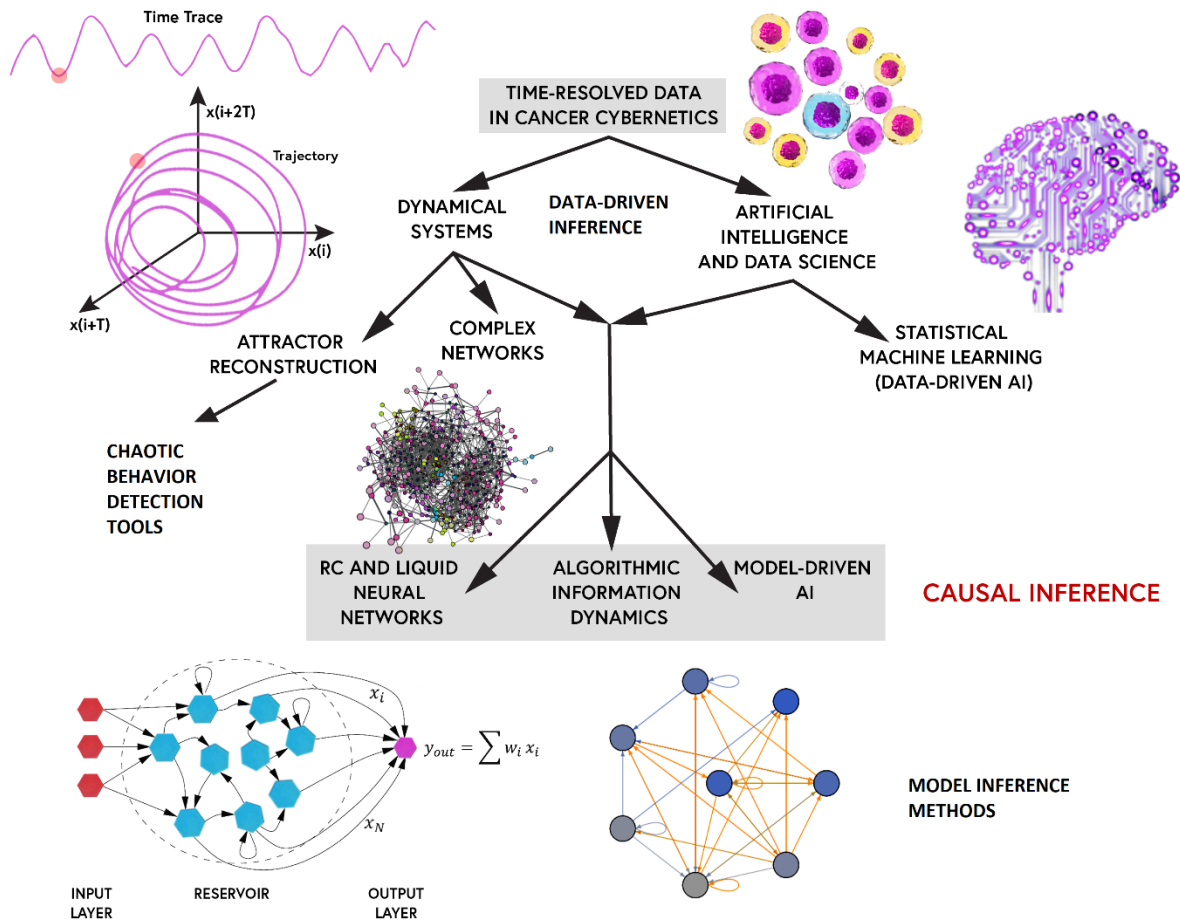 Time Trace
x(i+2T)
Trajectory
x(i)
x(i+T)
TIME-RESOLVED DATA
IN CANCER CYBERNETICS
DYNAMICAL
SYSTEMS
DATA-DRIVEN
INFERENCE
ARTIFICIAL
INTELLIGENCE
AND DATA SCIENCE
ATTRACTOR
RECONSTRUCTION
COMPLEX
NETWORKS
STATISTICAL
MACHINE LEARNING
(DATA-DRIVEN AI)
CHAOTIC
BEHAVIOR
DETECTION
TOOLS
RC AND LIQUID
NEURAL
NETWORKS
ALGORITHMIC
INFORMATION
DYNAMICS
MODEL-DRIVEN
AI
CAUSAL INFERENCE
x_i
y_{out} = ∑ w_i x_i
x_N
MODEL INFERENCE
METHODS
INPUT
LAYER
RESERVOIR
OUTPUT
LAYER